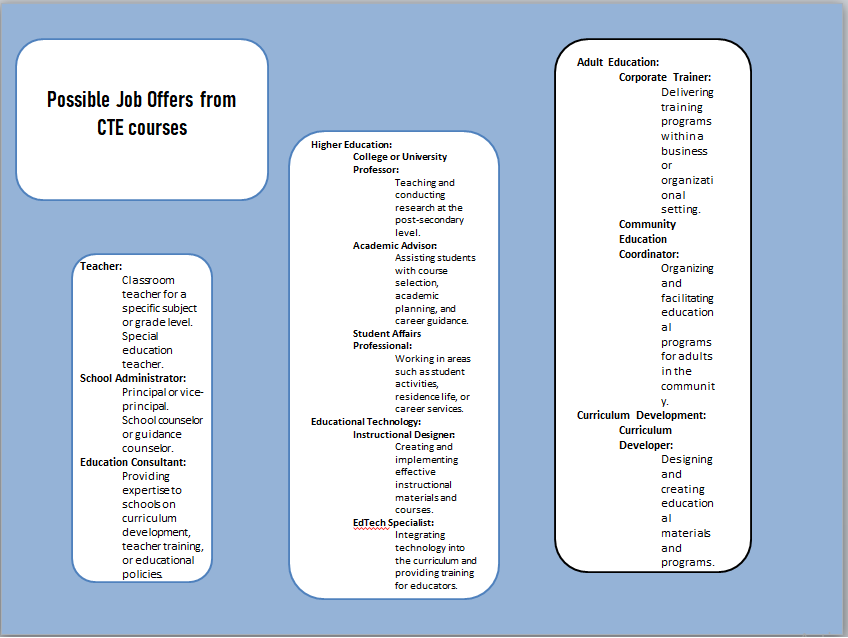 Possible Job Offers from
CTE courses
Teacher:
Classroom
teacher for a
specific subject
or grade level.
Special
education
teacher.
School Administrator:
Principal or vice-
principal.
School counselor
or guidance
counselor.
Education Consultant:
Providing
expertise to
schools on
curriculum
development,
teacher training,
or educational
policies.
Higher Education:
College or University
Professor:
Teaching and
conducting
research at the
post-secondary
level.
Academic Advisor:
Assisting students
with course
selection,
academic
planning, and
career guidance.
Student Affairs
Professional:
Working in areas
such as student
activities,
residence life, or
career services.
Educational Technology:
Instructional Designer:
Creating and
implementing
effective
instructional
materials and
courses.
EdTech Specialist:
Integrating
technology into
the curriculum and
providing training
for educators.
Adult Education:
Corporate Trainer:
Delivering
training
programs
within a
business
or
organizati
onal
setting.
Community
Education
Coordinator:
Organizing
and
facilitating
education
al
programs
for adults
in the
communit
y.
Curriculum Development:
Curriculum
Developer:
Designing
and
creating
education
al
materials
and
programs.